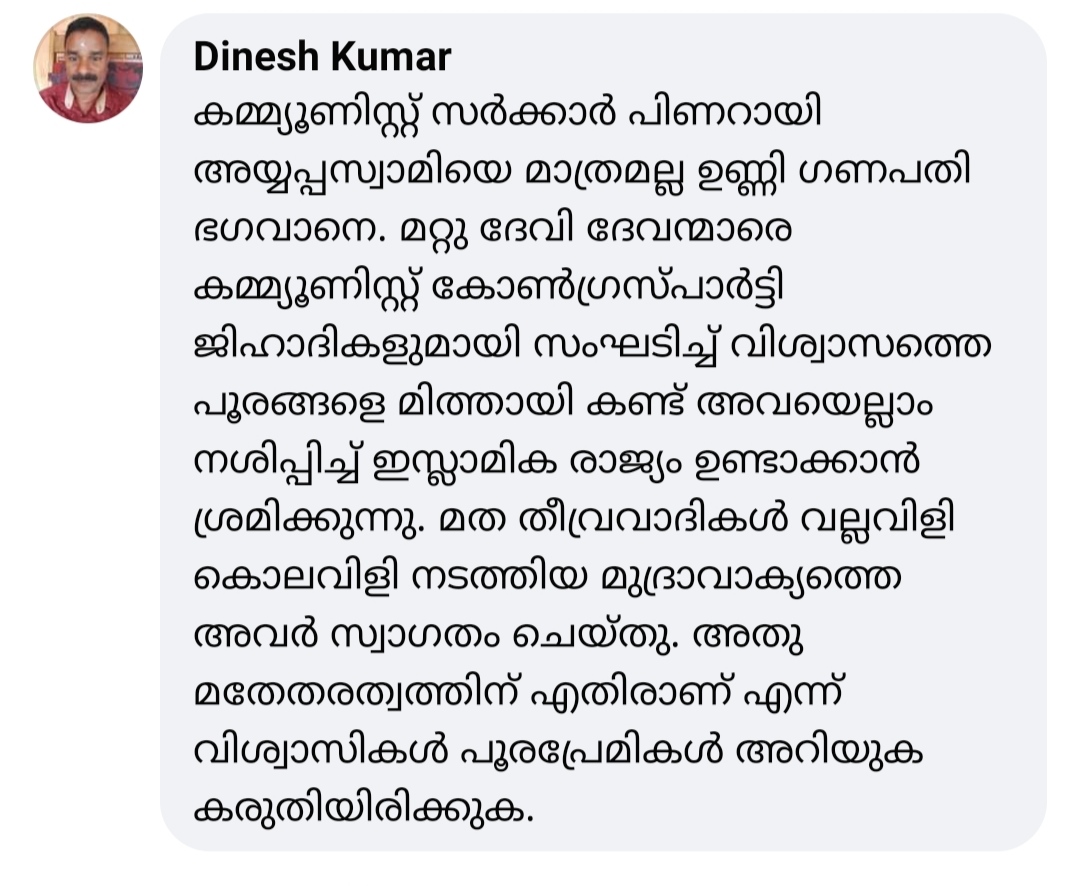 Dinesh Kumar
കമ്മ്യൂണിസ്റ്റ് സർക്കാർ പിണറായി
അയ്യപ്പസ്വാമിയെ മാത്രമല്ല ഉണ്ണി ഗണപതി
ഭഗവാനെ. മറ്റു ദേവി ദേവന്മാരെ
കമ്മ്യൂണിസ്റ്റ് കോൺഗ്രസ്പാർട്ടി
ജിഹാദികളുമായി സംഘടിച്ച് വിശ്വാസത്തെ
പൂരങ്ങളെ മിത്തായി കണ്ട് അവയെല്ലാം
നശിപ്പിച്ച് ഇസ്ലാമിക രാജ്യം ഉണ്ടാക്കാൻ
ശ്രമിക്കുന്നു. മത തീവ്രവാദികൾ വല്ലവിളി
കൊലവിളി നടത്തിയ മുദ്രാവാക്യത്തെ
അവർ സ്വാഗതം ചെയ്തു. അതു
മതേതരത്വത്തിന് എതിരാണ് എന്ന്
വിശ്വാസികൾ പൂരപ്രേമികൾ അറിയുക
കരുതിയിരിക്കുക.